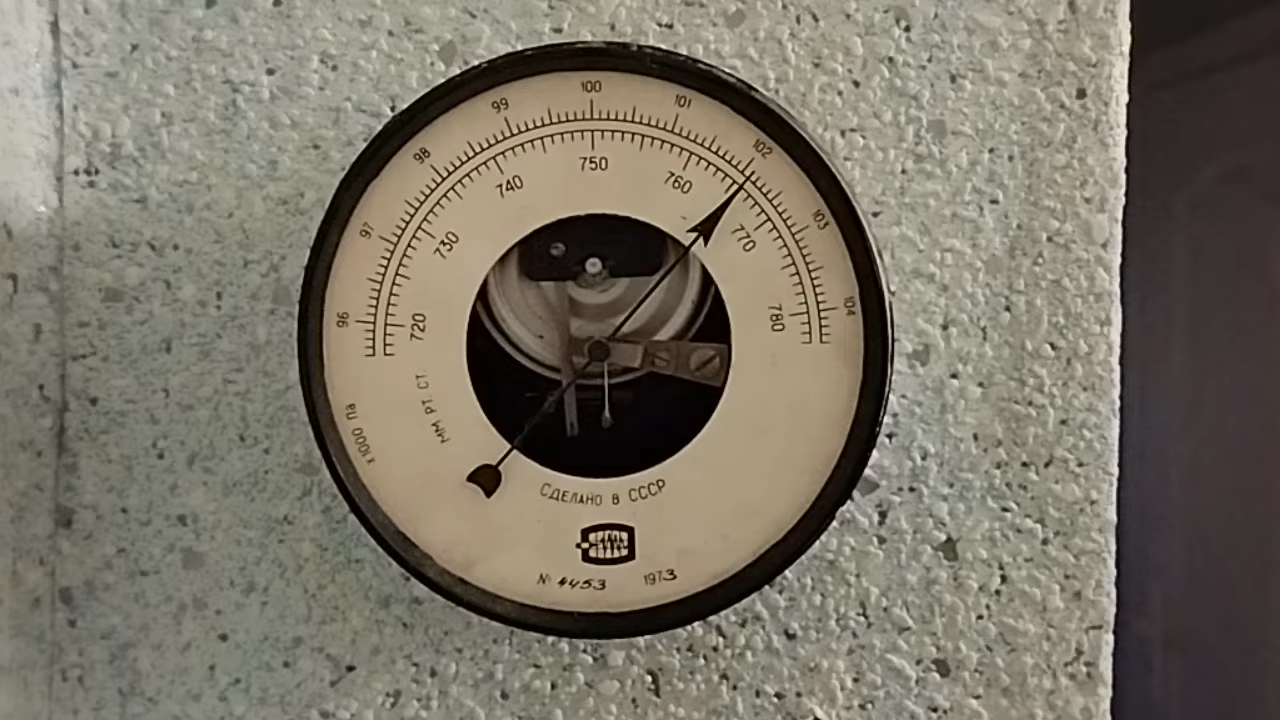 96 97 98 99 100 101 102 103 104
720 730 740 750 760 770 780
ММ РТ. СТ
х1000 Па
СДЕЛАНО В СССР
№ 4453 1973